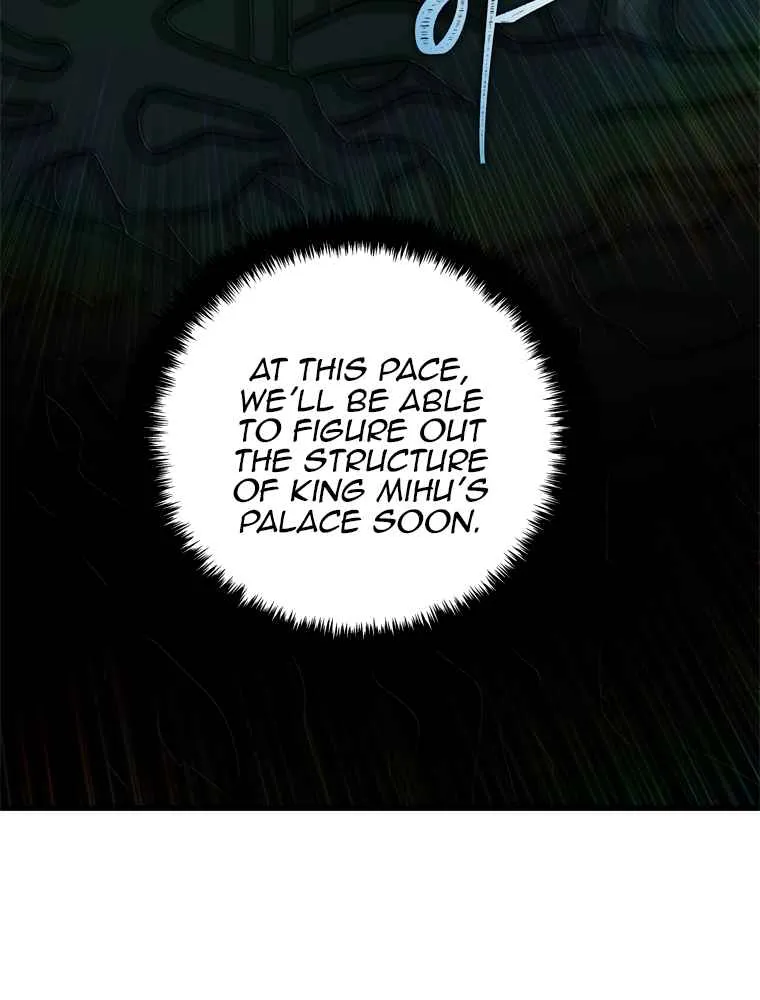 AT THIS PACE,
WE'LL BE ABLE
TO FIGURE OUT
THE STRUCTURE
OF KING MIHU'S
PALACE SOON.